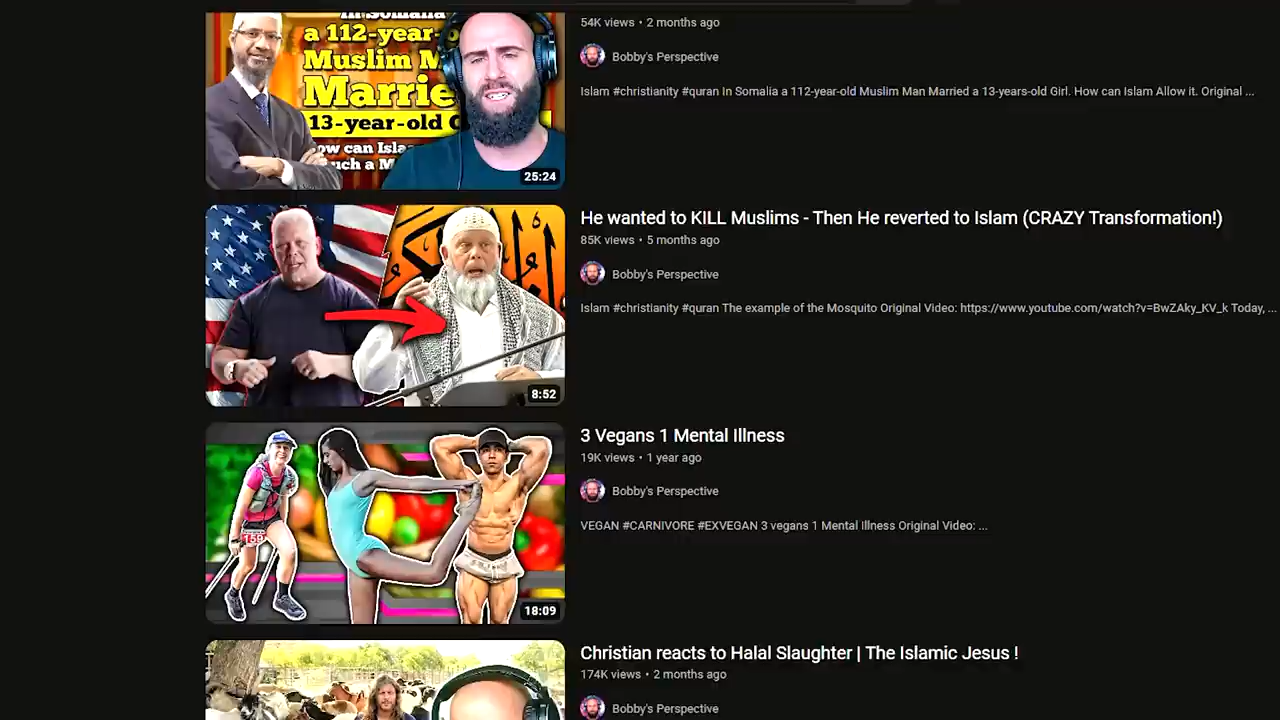 in Somalia
a 112-year-o
Muslim M
Marrie
13-year-old G
ow can Isla
uch a M
25:24
54K views • 2 months ago
Bobby's Perspective
Islam #christianity #quran In Somalia a 112-year-old Muslim Man Married a 13-years-old Girl. How can Islam Allow it. Original ...
8:52
He wanted to KILL Muslims - Then He reverted to Islam (CRAZY Transformation!)
85K views • 5 months ago
Bobby's Perspective
Islam #christianity #quran The example of the Mosquito Original Video: https://www.youtube.com/watch?v=BwZAky_KV_k Today, ...
159
18:09
3 Vegans 1 Mental Illness
19K views • 1 year ago
Bobby's Perspective
VEGAN #CARNIVORE #EXVEGAN 3 vegans 1 Mental Illness Original Video: ...
Christian reacts to Halal Slaughter | The Islamic Jesus !
174K views • 2 months ago
Bobby's Perspective